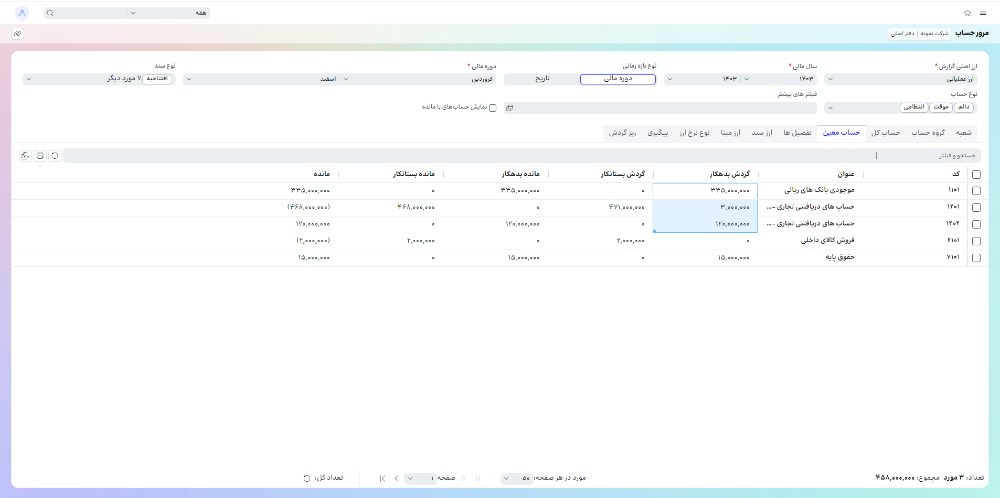 همه
مرور حساب شرکت نمونه | دفتر اصلی
ارز اصلی گزارش * سال مالی * نوع بازه زمانی دوره مالی * نوع سند
ارز عملیاتی ۱۴۰۳ ۱۴۰۳ دوره مالی تاریخ فروردین اسفند افتتاحیه ۷ مورد دیگر
نوع حساب فیلتر های بیشتر
دائم موقت انتظامی نمایش حساب‌های با مانده
شعبه گروه حساب حساب کل حساب معین تفصیل ها ارز سند ارز مبنا نوع نرخ ارز پیگیری ریز گردش
جستجو و فیلتر
کد عنوان گردش بدهکار گردش بستانکار مانده بدهکار مانده بستانکار مانده
۱۱۰۱ موجودی بانک های ریالی ۳۳۵,۰۰۰,۰۰۰ ۰ ۳۳۵,۰۰۰,۰۰۰ ۰ ۳۳۵,۰۰۰,۰۰۰
۱۲۰۱ حساب های دریافتنی تجاری -... ۳,۰۰۰,۰۰۰ ۴۷۱,۰۰۰,۰۰۰ ۰ ۴۶۸,۰۰۰,۰۰۰ (۴۶۸,۰۰۰,۰۰۰)
۱۲۰۲ حساب های دریافتنی تجاری -... ۱۲۰,۰۰۰,۰۰۰ ۰ ۱۲۰,۰۰۰,۰۰۰ ۰ ۱۲۰,۰۰۰,۰۰۰
۶۱۰۱ فروش کالای داخلی ۰ ۲,۰۰۰,۰۰۰ ۰ ۲,۰۰۰,۰۰۰ (۲,۰۰۰,۰۰۰)
۷۱۰۱ حقوق پایه ۱۵,۰۰۰,۰۰۰ ۰ ۱۵,۰۰۰,۰۰۰ ۰ ۱۵,۰۰۰,۰۰۰
تعداد: ۳ مورد مجموع: ۴۵۸,۰۰۰,۰۰۰ مورد در هر صفحه: ۵۰ صفحه ۱ تعداد کل: